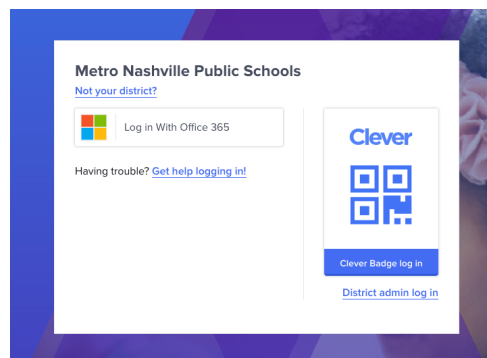 Metro Nashville Public Schools
Not your district?
Log in With Office 365
Having trouble? Get help logging in!
Clever
Clever Badge log in
District admin log in